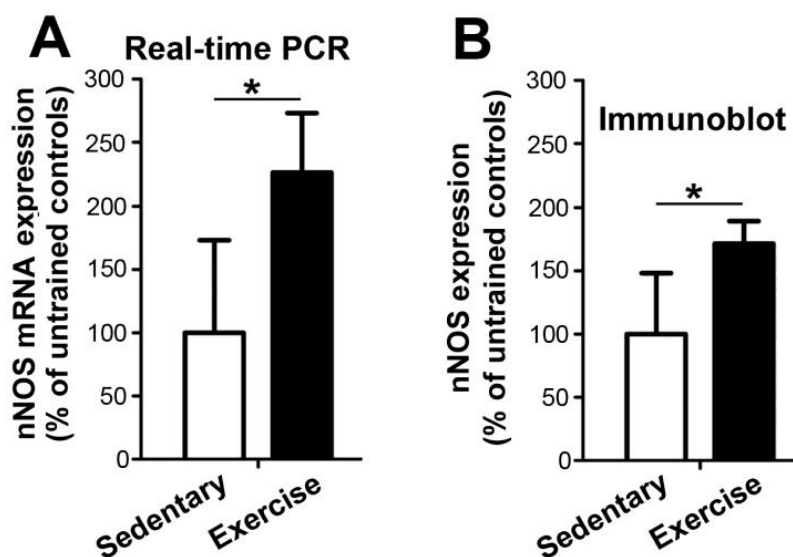 A
Real-time PCR
nNOS mRNA expression
(% of untrained controls)
300
250
200
150
100
50
0
*
Sedentary
Exercise
B
Immunoblot
nNOS expression
(% of untrained controls)
300
250
200
150
100
50
0
*
Sedentary
Exercise